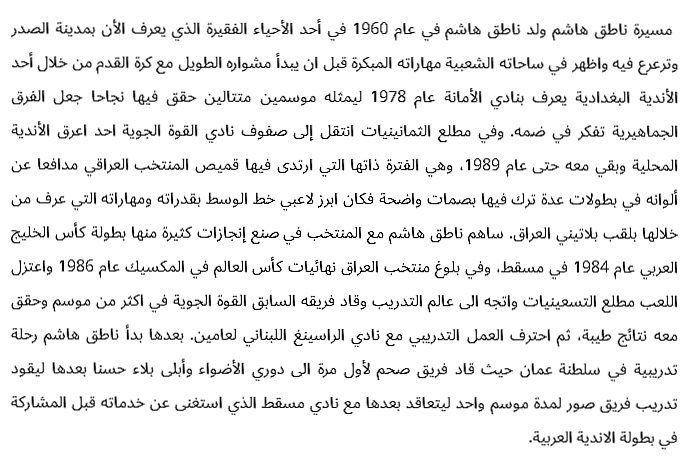 مسيرة ناطق هاشم ولد ناطق هاشم في عام 1960 في أحد الأحياء الفقيرة الذي يعرف الأن بمدينة الصدر
وترعرع فيه واظهر في ساحاته الشعبية مهاراته المبكرة قبل ان يبدأ مشواره الطويل مع كرة القدم من خلال أحد
الأندية البغدادية يعرف بنادي الأمانة عام 1978 ليمثله موسمين متتالين حقق فيها نجاحا جعل الفرق
الجماهيرية تفكر في ضمه. وفي مطلع الثمانينيات انتقل إلى صفوف نادي القوة الجوية احد اعرق الأندية
المحلية وبقي معه حتى عام 1989، وهي الفترة ذاتها التي ارتدى فيها قميص المنتخب العراقي مدافعا عن
ألوانه في بطولات عدة ترك فيها بصمات واضحة فكان ابرز لاعبي خط الوسط بقدراته ومهاراته التي عرف من
خلالها بلقب بلاتيني العراق. ساهم ناطق هاشم مع المنتخب في صنع إنجازات كثيرة منها بطولة كأس الخليج
العربي عام 1984 في مسقط، وفي بلوغ منتخب العراق نهائيات كأس العالم في المكسيك عام 1986 واعتزل
اللعب مطلع التسعينيات واتجه الى عالم التدريب وقاد فريقه السابق القوة الجوية في اكثر من موسم وحقق
معه نتائج طيبة، ثم احترف العمل التدريبي مع نادي الراسينغ اللبناني لعامين. بعدها بدأ ناطق هاشم رحلة
تدريبية في سلطنة عمان حيث قاد فريق صحم لأول مرة الى دوري الأضواء وأبلى بلاء حسنا بعدها ليقود
تدريب فريق صور لمدة موسم واحد ليتعاقد بعدها مع نادي مسقط الذي استغنى عن خدماته قبل المشاركة
في بطولة الاندية العربية.